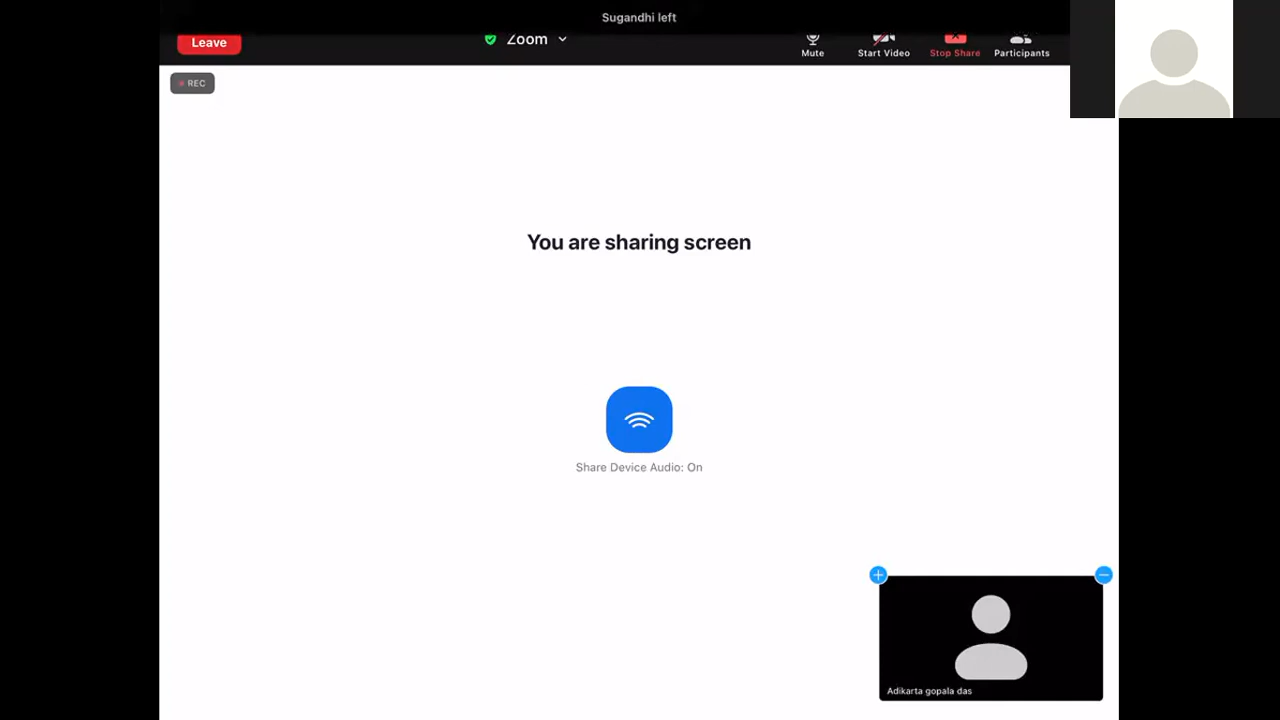 Sugandhi left
Leave
Zoom
Mute
Start Video
Stop Share
Participants
REC
You are sharing screen
Share Device Audio: On
Adikarta gopala das